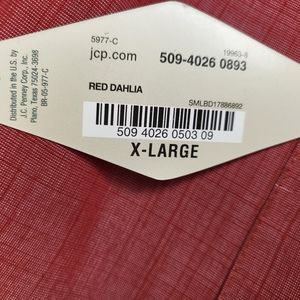 Distributed in the U.S. by
J.C. Penney Corp., Inc.
Plano, Texas 75024-3698
BR-05-977-C
5977-C
19963-4
jcp.com
509-4026 0893
RED DAHLIA
SMLBD17886892
509 4026 0503 09
X-LARGE